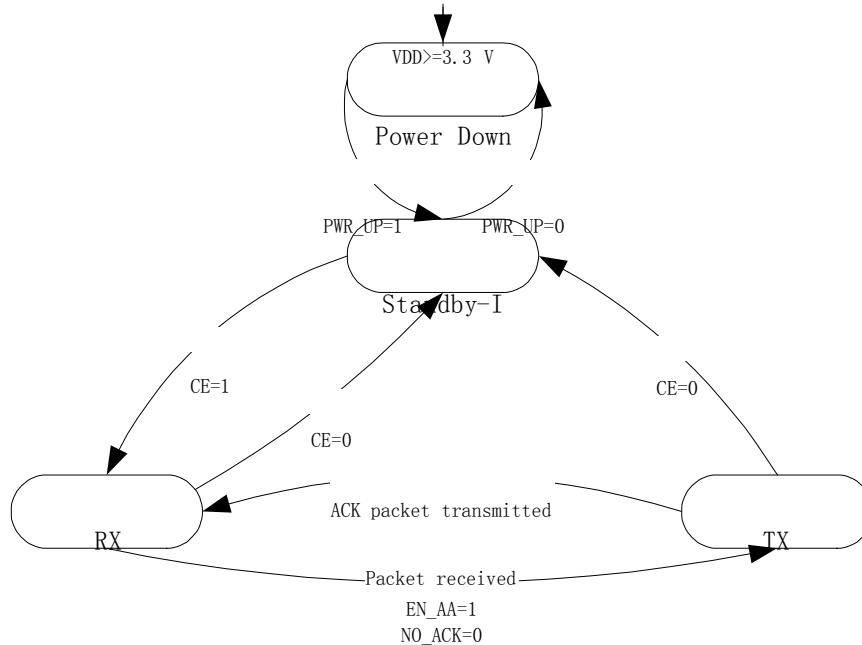 VDD>=3.3 V
Power Down
PWR_UP=1
PWR_UP=0
Standby-I
CE=1
CE=0
CE=0
ACK packet transmitted
RX
TX
Packet received
EN_AA=1
NO_ACK=0